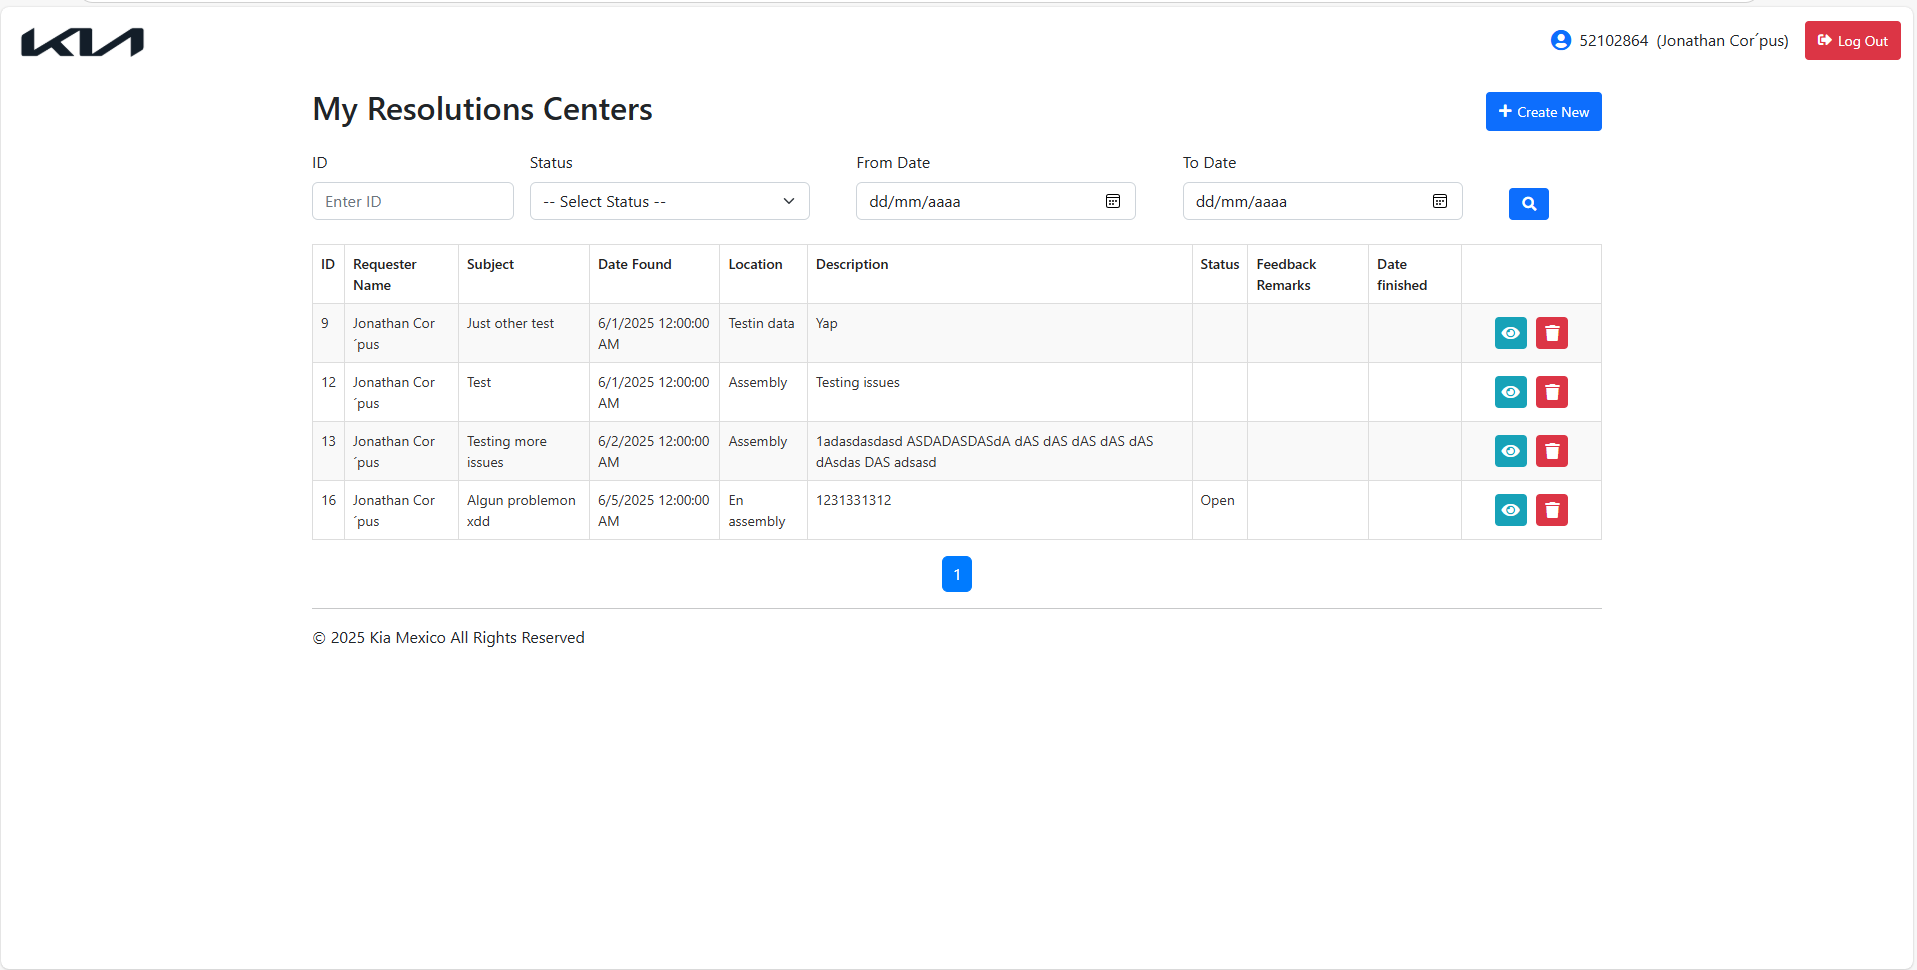 KIA
52102864 (Jonathan Cor´pus)
Log Out
My Resolutions Centers
Create New
ID
Status
From Date
To Date
Enter ID
-- Select Status --
dd/mm/aaaa
dd/mm/aaaa
ID
Requester
Name
Subject
Date Found
Location
Description
Status
Feedback
Remarks
Date
finished
9
Jonathan Cor
´pus
Just other test
6/1/2025 12:00:00
AM
Testin data
Yap
12
Jonathan Cor
´pus
Test
6/1/2025 12:00:00
AM
Assembly
Testing issues
13
Jonathan Cor
´pus
Testing more
issues
6/2/2025 12:00:00
AM
Assembly
1adasdasdasd ASDADASDASdA dAS dAS dAS dAS dAS
dAsdas DAS adsasd
16
Jonathan Cor
´pus
Algun problemon
xdd
6/5/2025 12:00:00
AM
En
assembly
1231331312
Open
1
© 2025 Kia Mexico All Rights Reserved